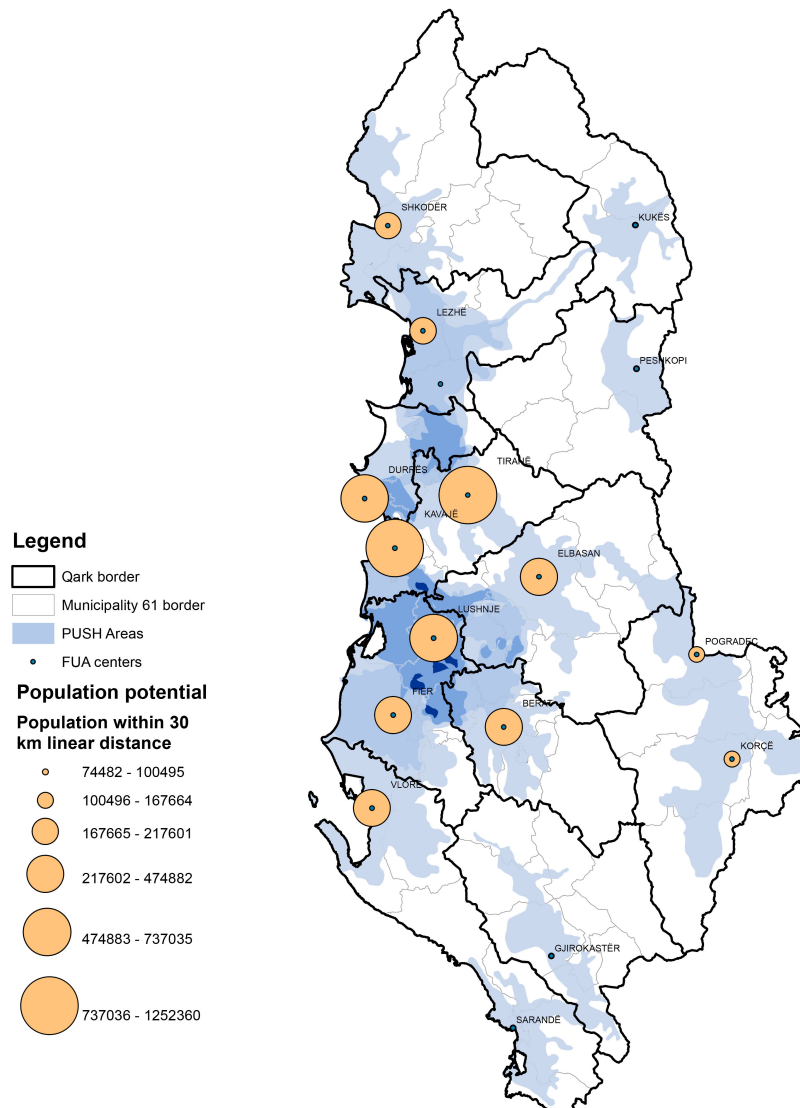 SHKODËR
KUKËS
LEZHË
PESHKOPI
TIRANË
DURRËS
KAVAJË
Legend
ELBASAN
Qark border
Municipality 61 border
LUSHNJE
PUSH Areas
POGRADEC
FUA centers
Population potential
FIER
BERAT
Population within 30
km linear distance
KORÇË
74482 - 100495
VLORË
100496 - 167664
167665 - 217601
217602 - 474882
474883 - 737035
GJIROKASTËR
737036 - 1252360
SARANDË